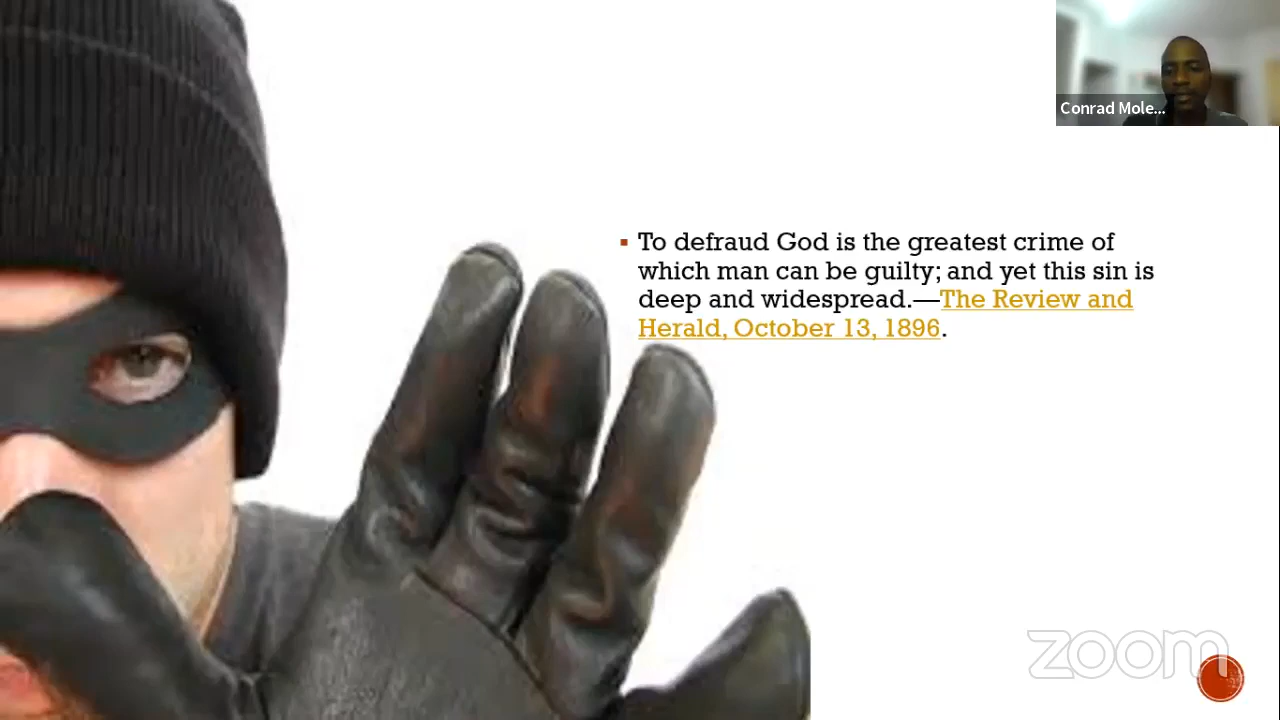 Conrad Mole...
▪ To defraud God is the greatest crime of
which man can be guilty; and yet this sin is
deep and widespread.—The Review and
Herald, October 13, 1896.
zoom